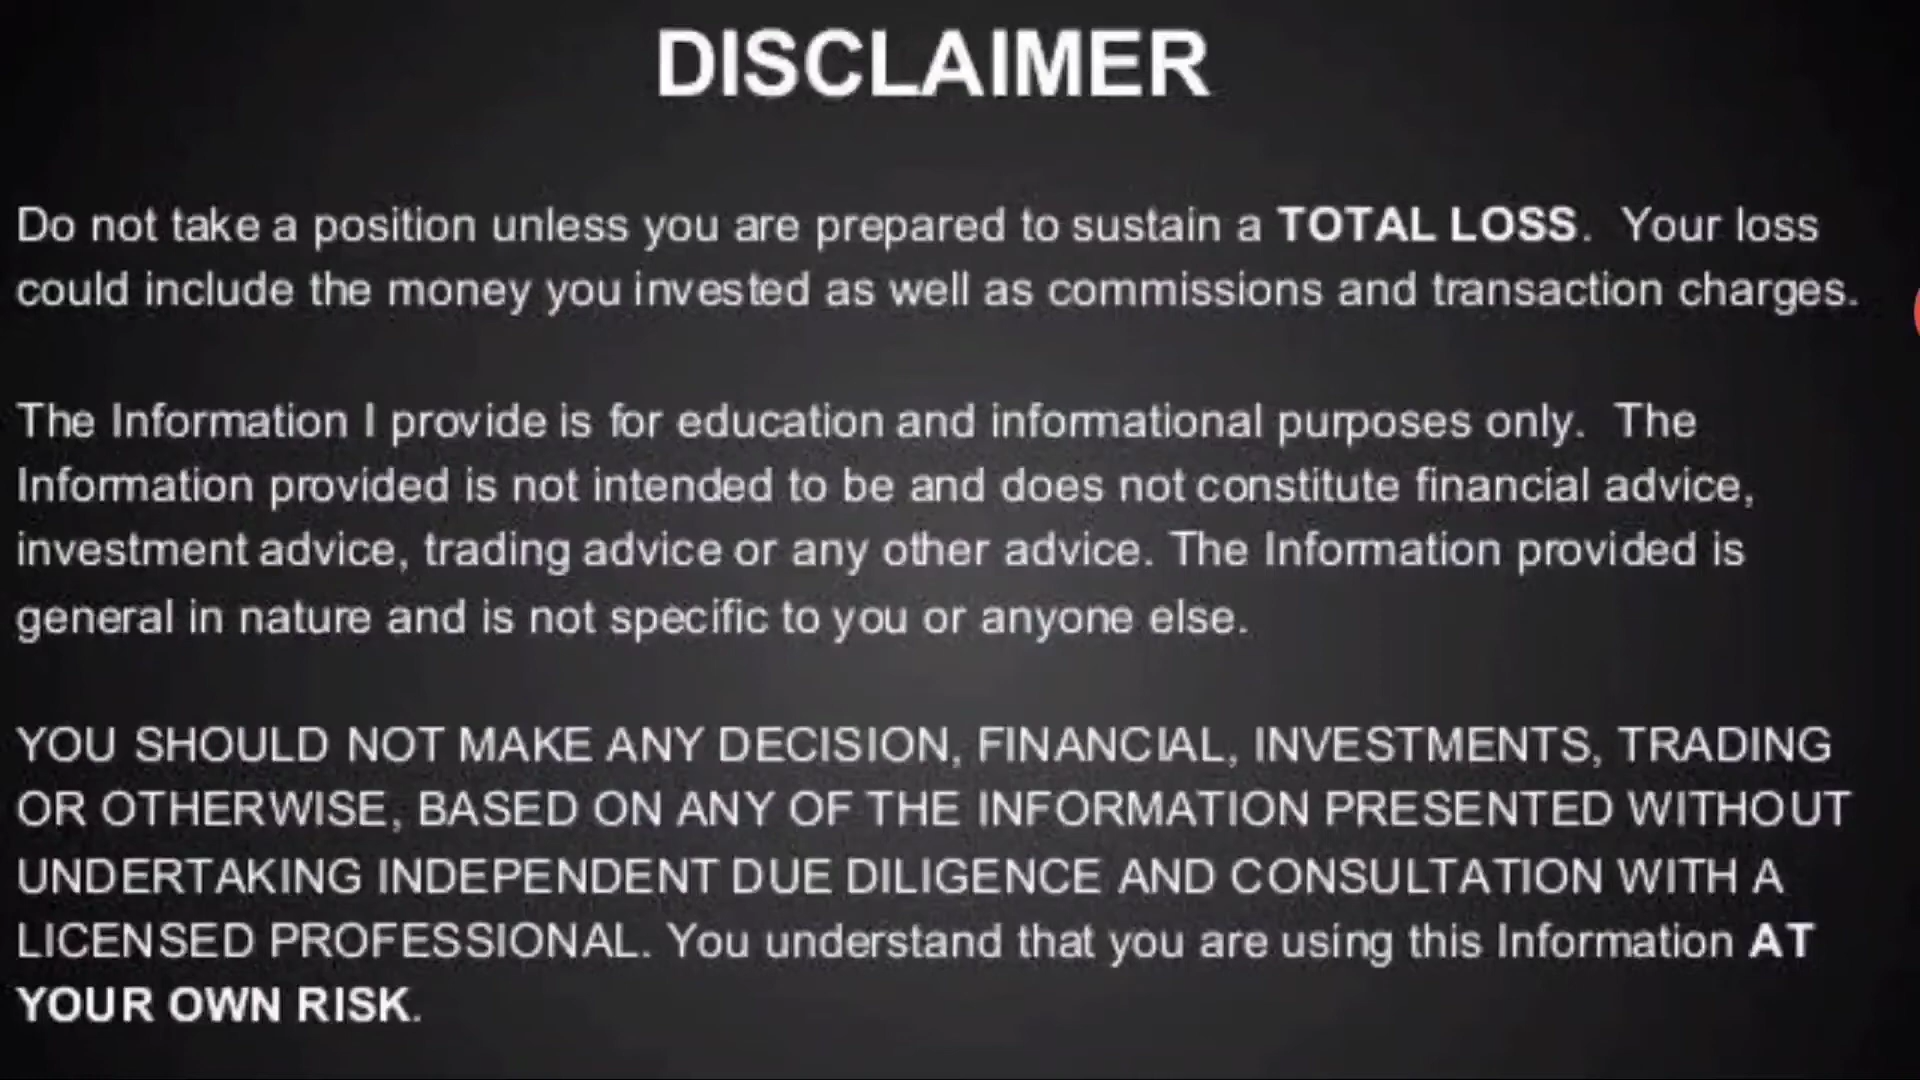 DISCLAIMER
Do not take a position unless you are prepared to sustain a TOTAL LOSS. Your loss
could include the money you invested as well as commissions and transaction charges.
The Information I provide is for education and informational purposes only. The
Information provided is not intended to be and does not constitute financial advice,
investment advice, trading advice or any other advice. The Information provided is
general in nature and is not specific to you or anyone else.
YOU SHOULD NOT MAKE ANY DECISION, FINANCIAL, INVESTMENTS, TRADING
OR OTHERWISE, BASED ON ANY OF THE INFORMATION PRESENTED WITHOUT
UNDERTAKING INDEPENDENT DUE DILIGENCE AND CONSULTATION WITH A
LICENSED PROFESSIONAL. You understand that you are using this Information AT
YOUR OWN RISK.